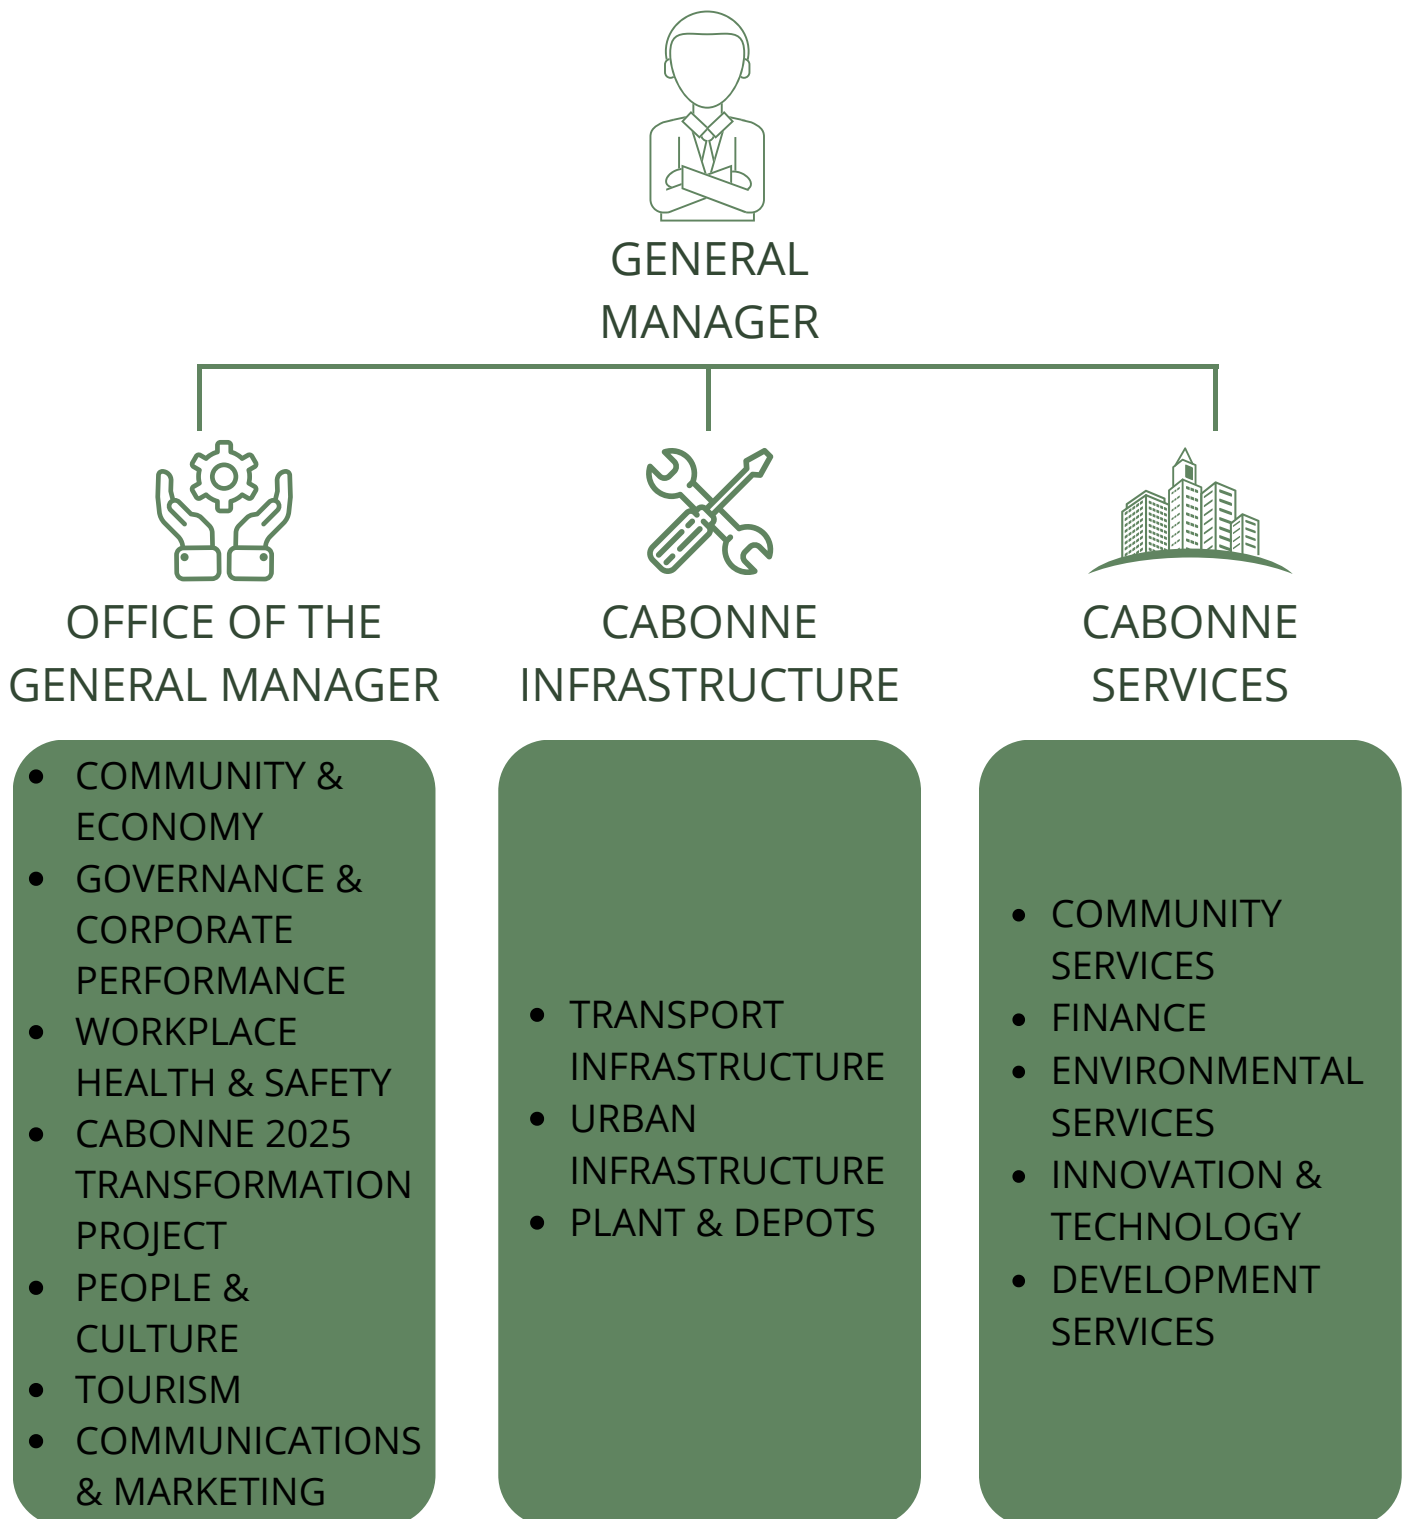 GENERAL
MANAGER
OFFICE OF THE
GENERAL MANAGER
• COMMUNITY &
ECONOMY
• GOVERNANCE &
CORPORATE
PERFORMANCE
• WORKPLACE
HEALTH & SAFETY
• CABONNE 2025
TRANSFORMATION
PROJECT
• PEOPLE &
CULTURE
• TOURISM
• COMMUNICATIONS
& MARKETING
CABONNE
INFRASTRUCTURE
• TRANSPORT
INFRASTRUCTURE
• URBAN
INFRASTRUCTURE
• PLANT & DEPOTS
CABONNE
SERVICES
• COMMUNITY
SERVICES
• FINANCE
• ENVIRONMENTAL
SERVICES
• INNOVATION &
TECHNOLOGY
• DEVELOPMENT
SERVICES